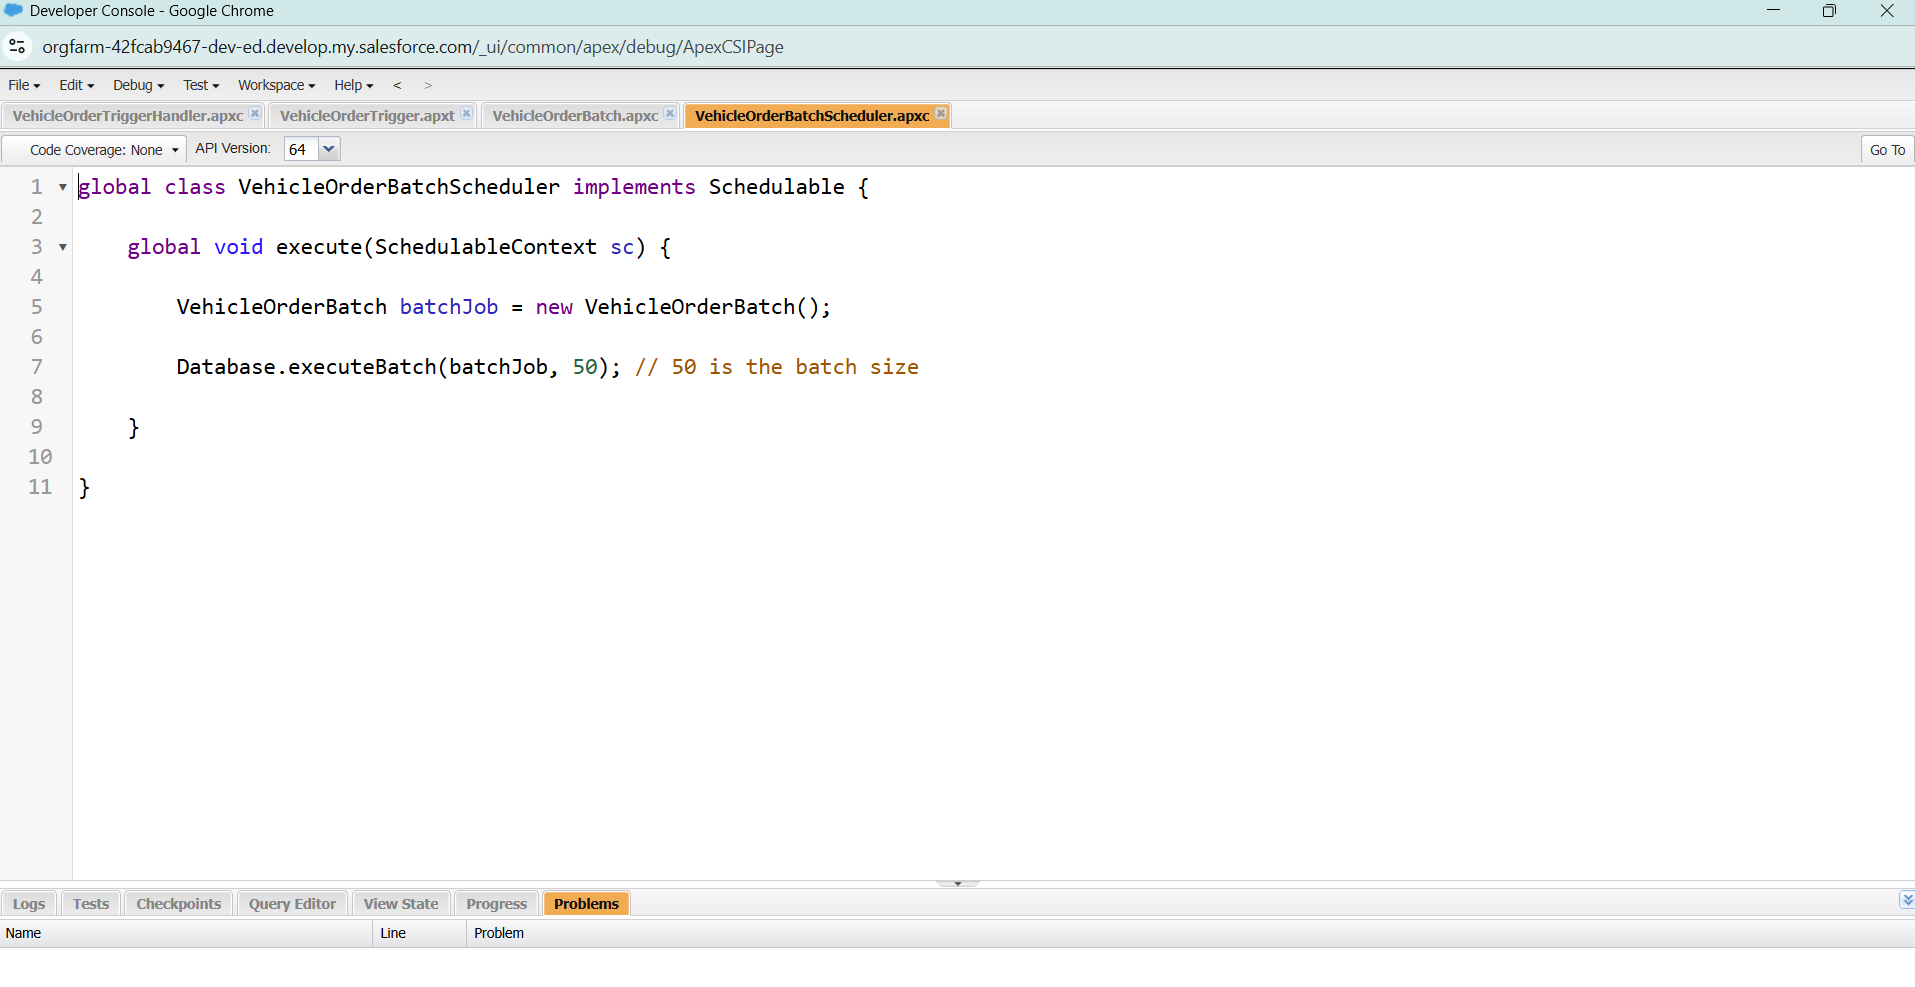 Developer Console - Google Chrome
orgfarm-42fcab9467-dev-ed.develop.my.salesforce.com/_ui/common/apex/debug/ApexCSIPage
File Edit Debug Test Workspace Help < >
VehicleOrderTriggerHandler.apxc VehicleOrderTrigger.apxt VehicleOrderBatch.apxc VehicleOrderBatchScheduler.apxc
Code Coverage: None API Version: 64 Go To
1 global class VehicleOrderBatchScheduler implements Schedulable {
2
3 global void execute(SchedulableContext sc) {
4
5 VehicleOrderBatch batchJob = new VehicleOrderBatch();
6
7 Database.executeBatch(batchJob, 50); // 50 is the batch size
8
9 }
10
11 }
Logs Tests Checkpoints Query Editor View State Progress Problems
Name Line Problem